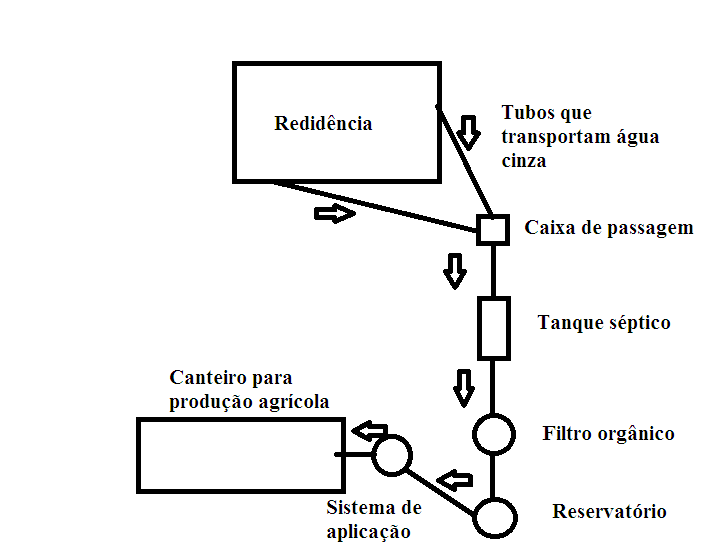 Redidência
Tubos que
transportam água
cinza
Caixa de passagem
Tanque séptico
Canteiro para
produção agrícola
Filtro orgânico
Sistema de
aplicação
Reservatório